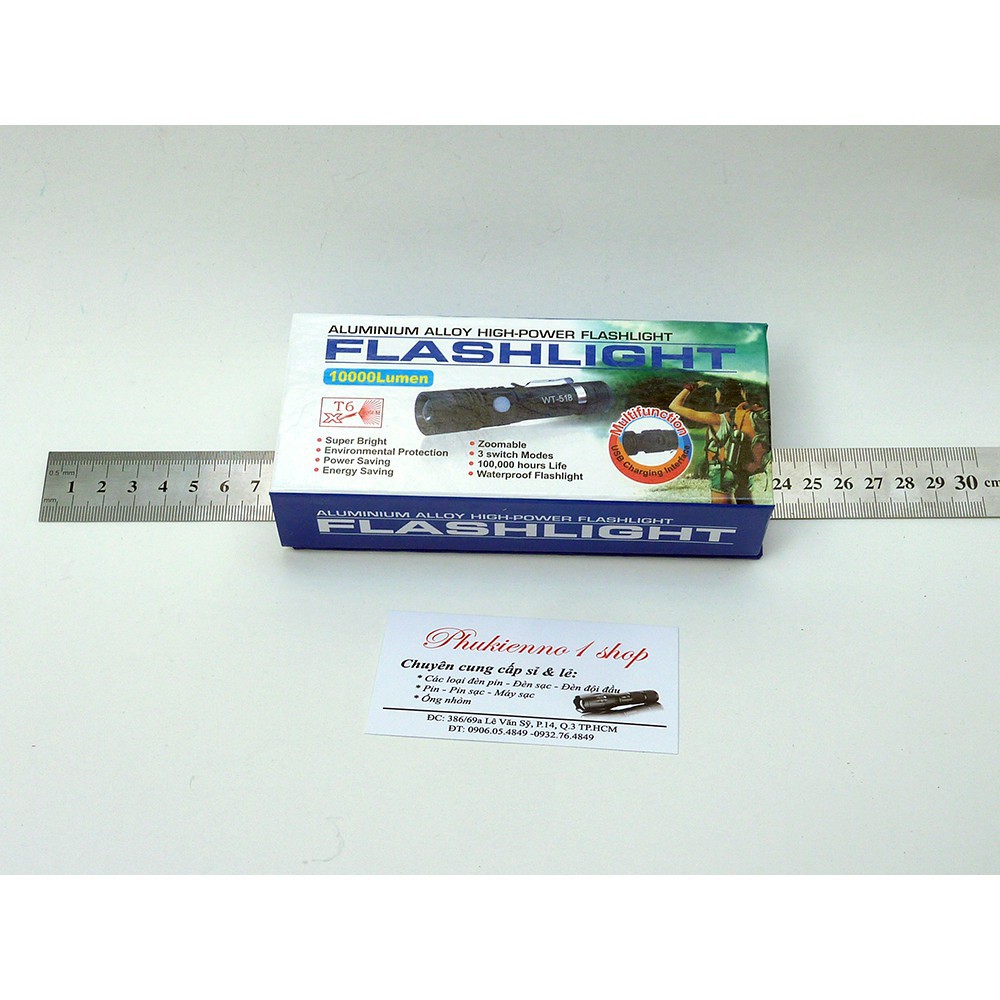 ALUMINIUM ALLOY HIGH-POWER FLASHLIGHT
FLASHLIGHT
10000Lumen
T6
X
WT-518
• Super Bright
• Environmental Protection
• Power Saving
• Energy Saving
• Zoomable
• 3 switch Modes
• 100,000 hours Life
• Waterproof Flashlight
Multifunction
USB Charging Interface
0.5 mm
1 2 3 4 5 6 7
mm
24 25 26 27 28 29 30 cm
ALUMINIUM ALLOY HIGH-POWER FLASHLIGHT
FLASHLIGHT
Phukienno 1 shop
Chuyên cung cấp sỉ & lẻ:
* Các loại đèn pin - Đèn sạc - Đèn đội đầu
* Pin - Pin sạc - Máy sạc
* Ống nhòm
ĐC: 386/69a Lê Văn Sỹ, P.14, Q.3 TP.HCM
ĐT: 0906.05.4849 -0932.76.4849